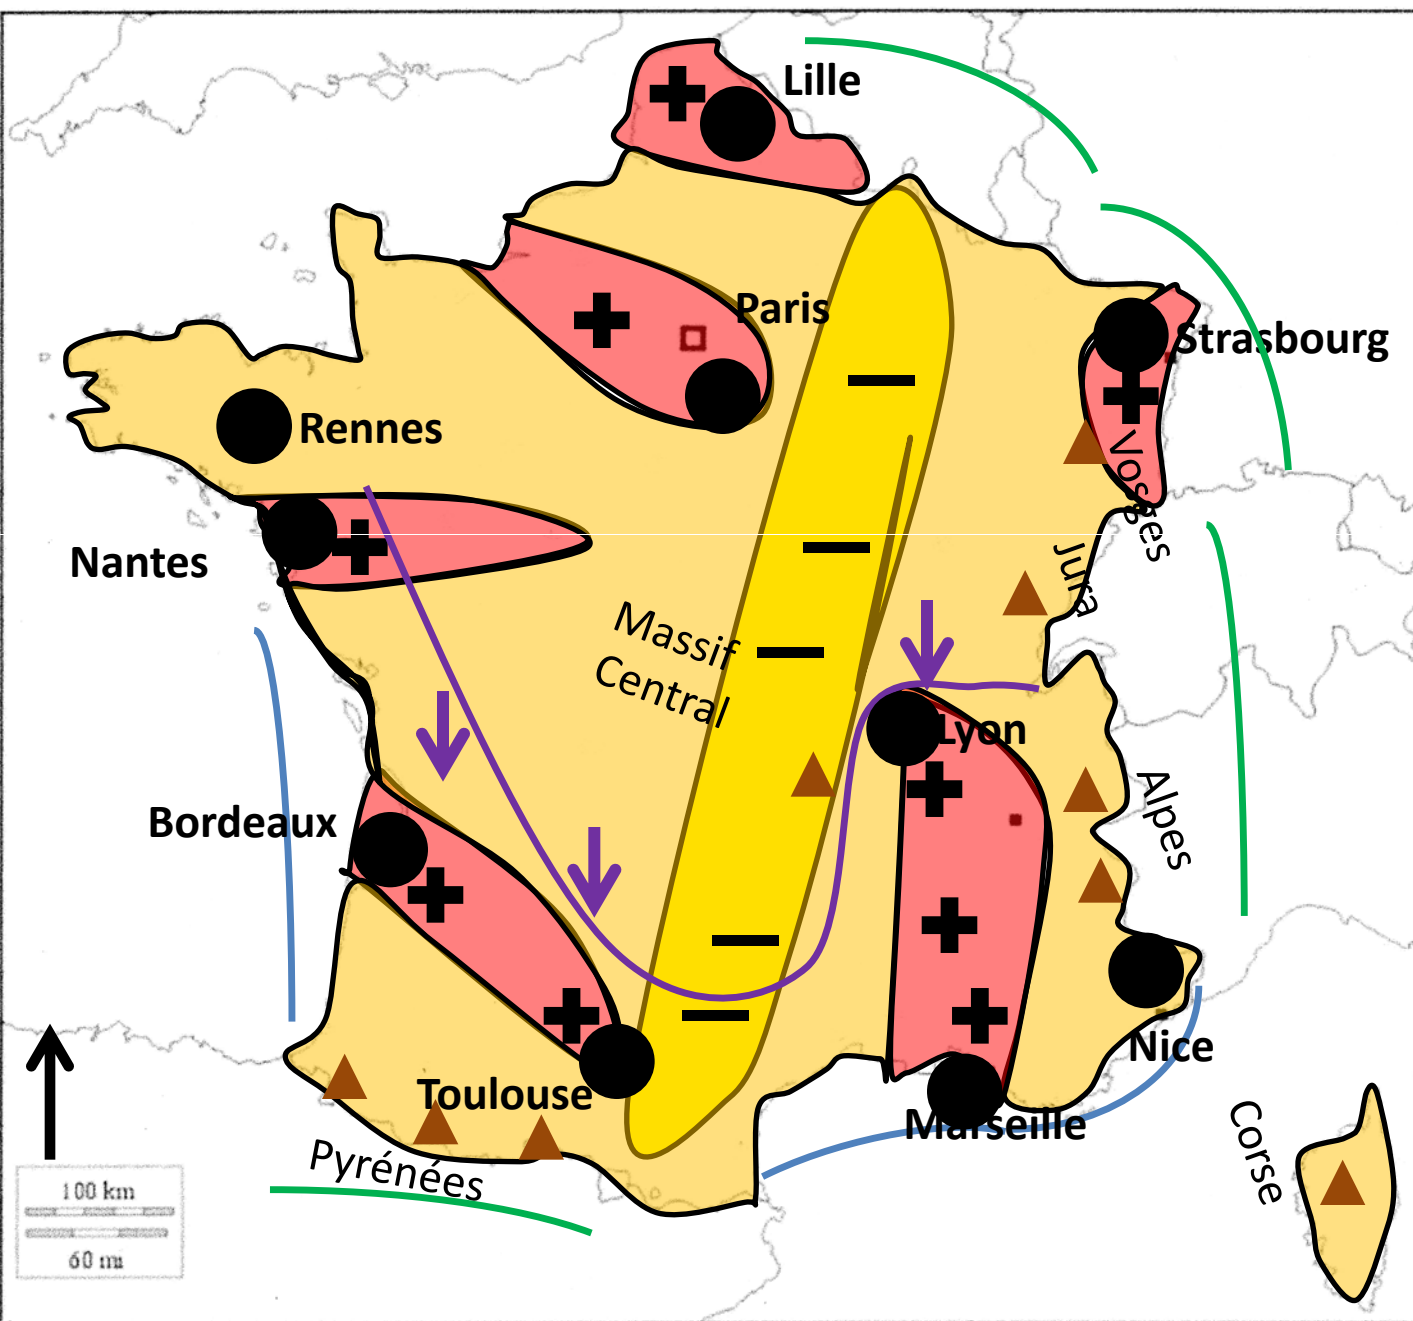 Lille
Paris
Strasbourg
Rennes
Vosges
Nantes
Jura
Massif
Central
Lyon
Alpes
Bordeaux
Nice
Toulouse
Marseille
Pyrénées
Corse
100 km
60 mi